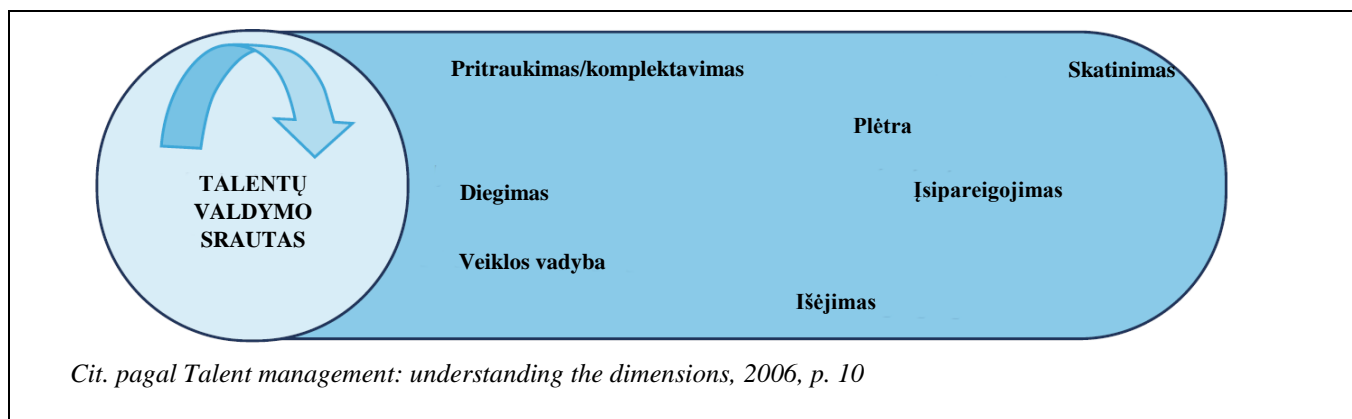 Pritraukimas/komplektavimas
Skatinimas
Plėtra
TALENTŲ
VALDYMO
SRAUTAS
Diegimas
Įsipareigojimas
Veiklos vadyba
Išėjimas
Cit. pagal Talent management: understanding the dimensions, 2006, p. 10